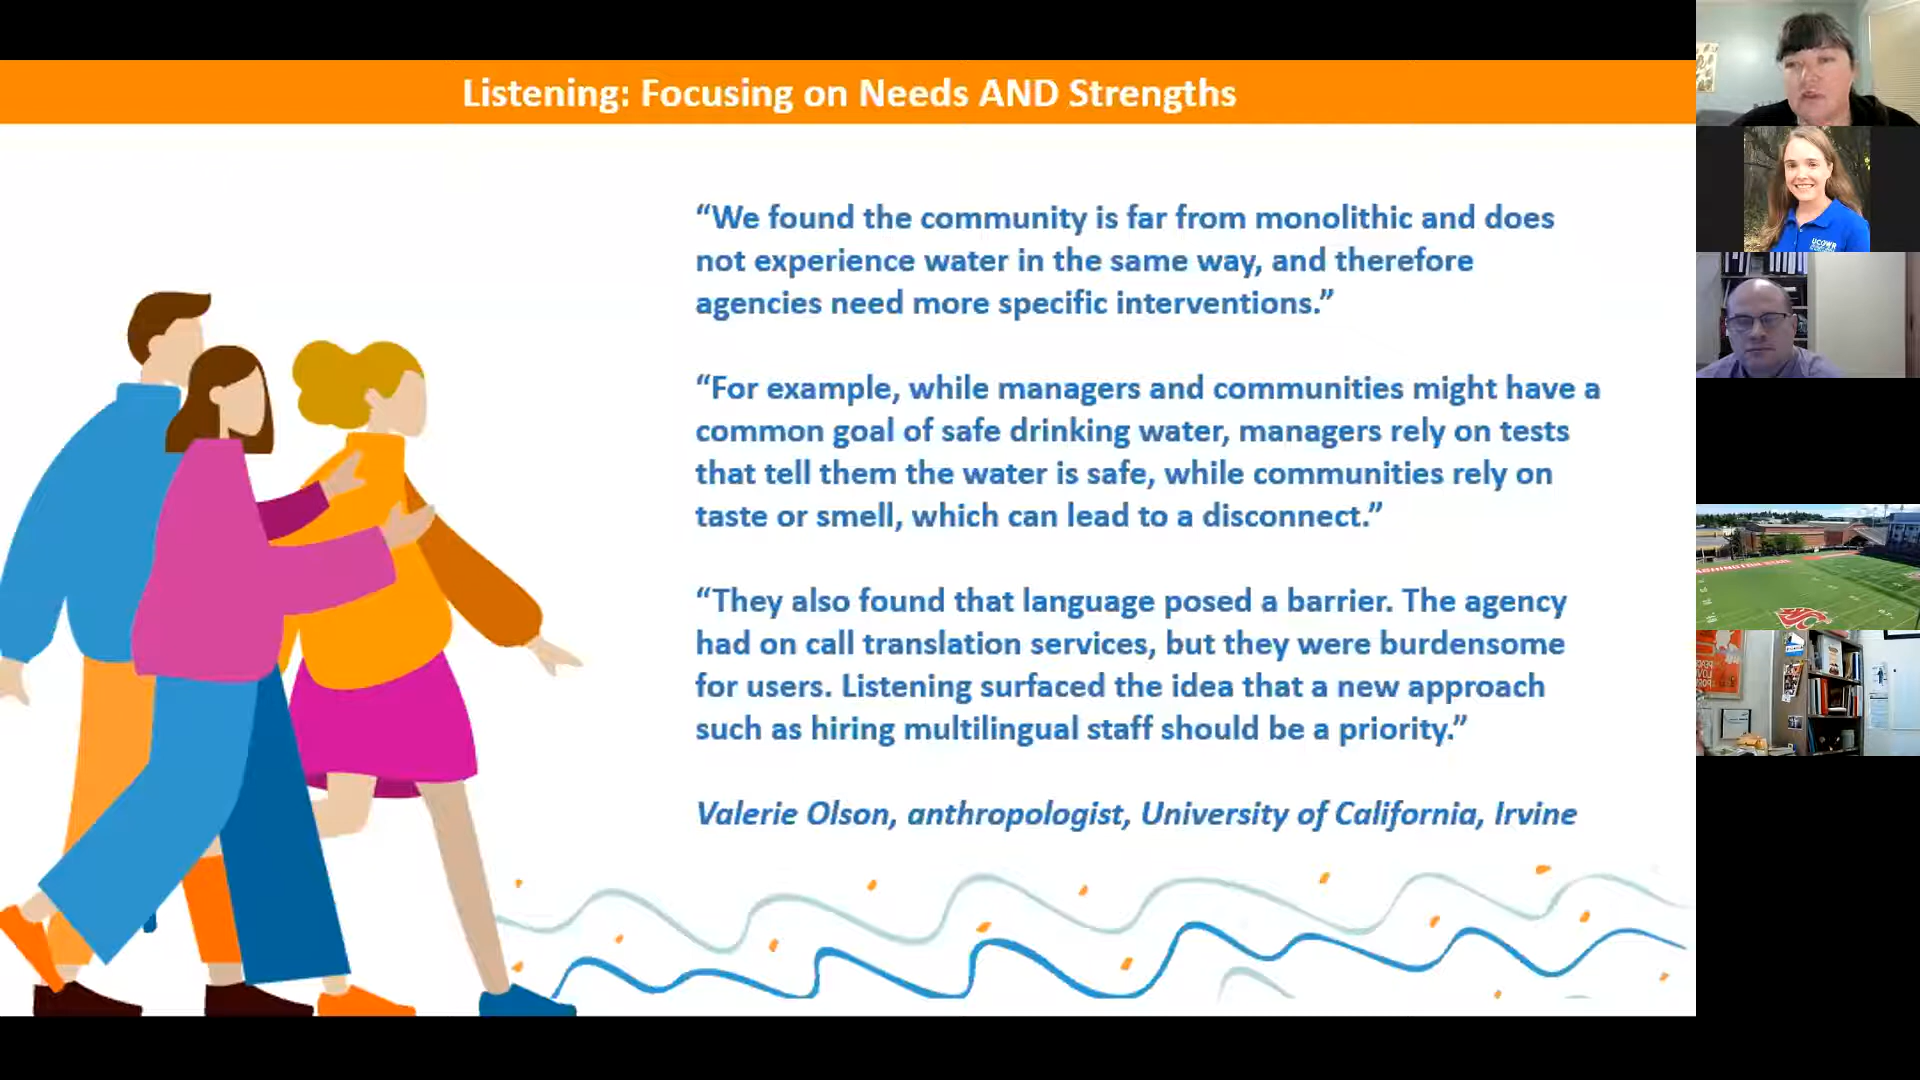 Listening: Focusing on Needs AND Strengths
“We found the community is far from monolithic and does
not experience water in the same way, and therefore
agencies need more specific interventions.”
“For example, while managers and communities might have a
common goal of safe drinking water, managers rely on tests
that tell them the water is safe, while communities rely on
taste or smell, which can lead to a disconnect.”
“They also found that language posed a barrier. The agency
had on call translation services, but they were burdensome
for users. Listening surfaced the idea that a new approach
such as hiring multilingual staff should be a priority.”
Valerie Olson, anthropologist, University of California, Irvine
UCOWR